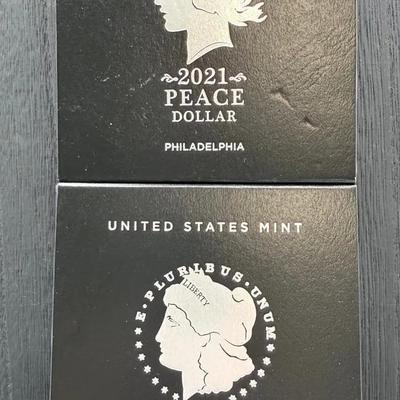 2021
PEACE
DOLLAR
PHILADELPHIA
UNITED STATES MINT
E·PLURIBUS·UNUM
LIBERTY